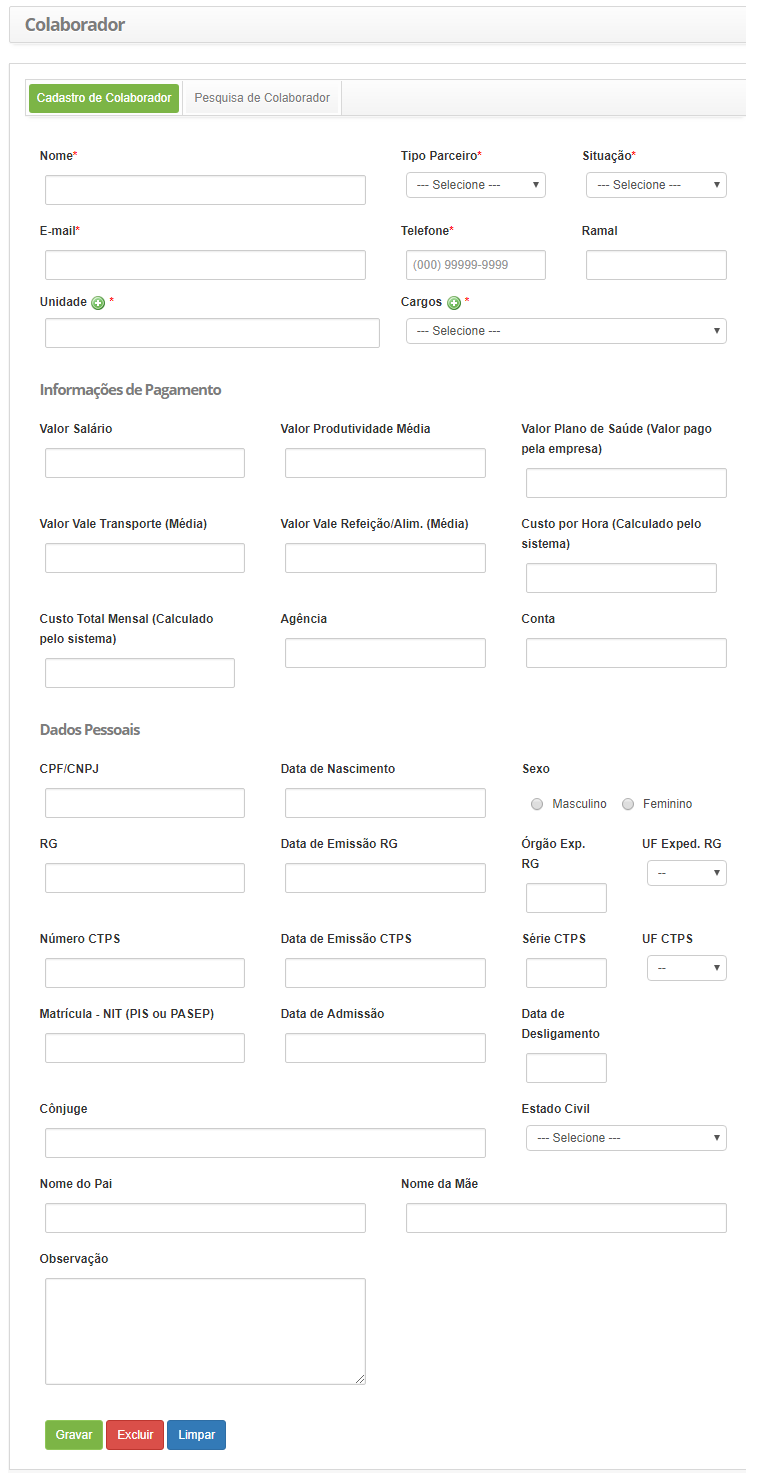 Colaborador
Cadastro de Colaborador Pesquisa de Colaborador
Nome* Tipo Parceiro* Situação*
--- Selecione --- --- Selecione ---
E-mail* Telefone* Ramal
(000) 99999-9999
Unidade * Cargos *
--- Selecione ---
Informações de Pagamento
Valor Salário Valor Produtividade Média Valor Plano de Saúde (Valor pago
pela empresa)
Valor Vale Transporte (Média) Valor Vale Refeição/Alim. (Média) Custo por Hora (Calculado pelo
sistema)
Custo Total Mensal (Calculado Agência Conta
pelo sistema)
Dados Pessoais
CPF/CNPJ Data de Nascimento Sexo
Masculino Feminino
RG Data de Emissão RG Órgão Exp. UF Exped. RG
RG
--
Número CTPS Data de Emissão CTPS Série CTPS UF CTPS
--
Matrícula - NIT (PIS ou PASEP) Data de Admissão Data de
Desligamento
Cônjuge Estado Civil
--- Selecione ---
Nome do Pai Nome da Mãe
Observação
Gravar Excluir Limpar